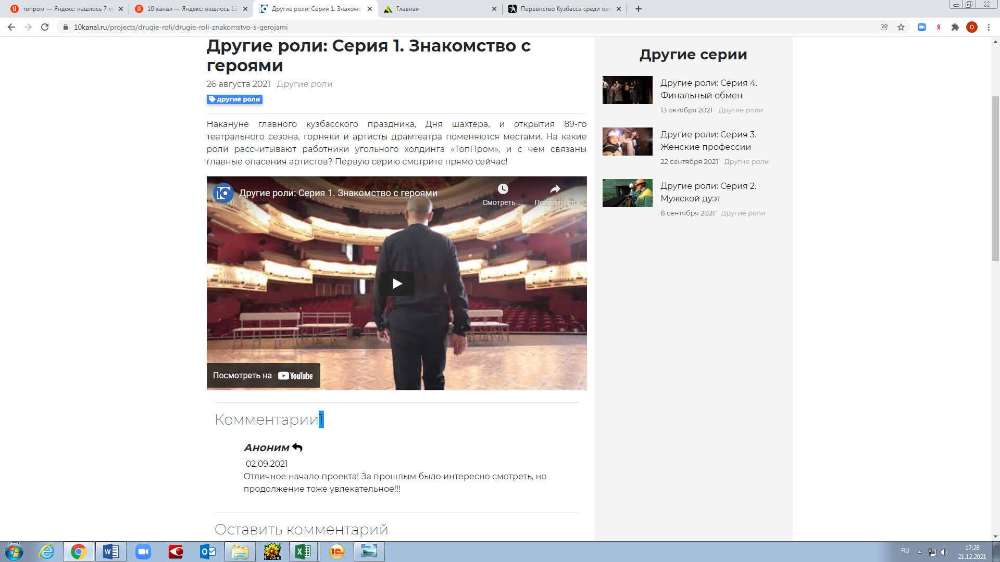 топром — Яндекс: нашлось 7 м
10 канал — Яндекс: нашлось 13
Другие роли: Серия 1. Знакомст
Главная
Первенство Кузбасса среди юн
10kanal.ru/projects/drugie-roli/drugie-roli-znakomstvo-s-gerojami
Я
O
Другие роли: Серия 1. Знакомство с
героями
26 августа 2021 Другие роли
другие роли
Накануне главного кузбасского праздника, Дня шахтера, и открытия 89-го
театрального сезона, горняки и артисты драмтеатра поменяются местами. На какие
роли рассчитывают работники угольного холдинга «ТопПром», и с чем связаны
главные опасения артистов? Первую серию смотрите прямо сейчас!
Другие роли: Серия 1. Знакомство с героями
Смотреть ...
Поделиться
Посмотреть на YouTube
Комментарии1
Аноним
02.09.2021
Отличное начало проекта! За прошлым было интересно смотреть, но
продолжение тоже увлекательное!!!
Оставить комментарий
Другие серии
Другие роли: Серия 4.
Финальный обмен
13 октября 2021 Другие роли
Другие роли: Серия 3.
Женские профессии
22 сентября 2021 Другие роли
Другие роли: Серия 2.
Мужской дуэт
8 сентября 2021 Другие роли
IMAGINE
1С
RU
17:28
21.12.2021